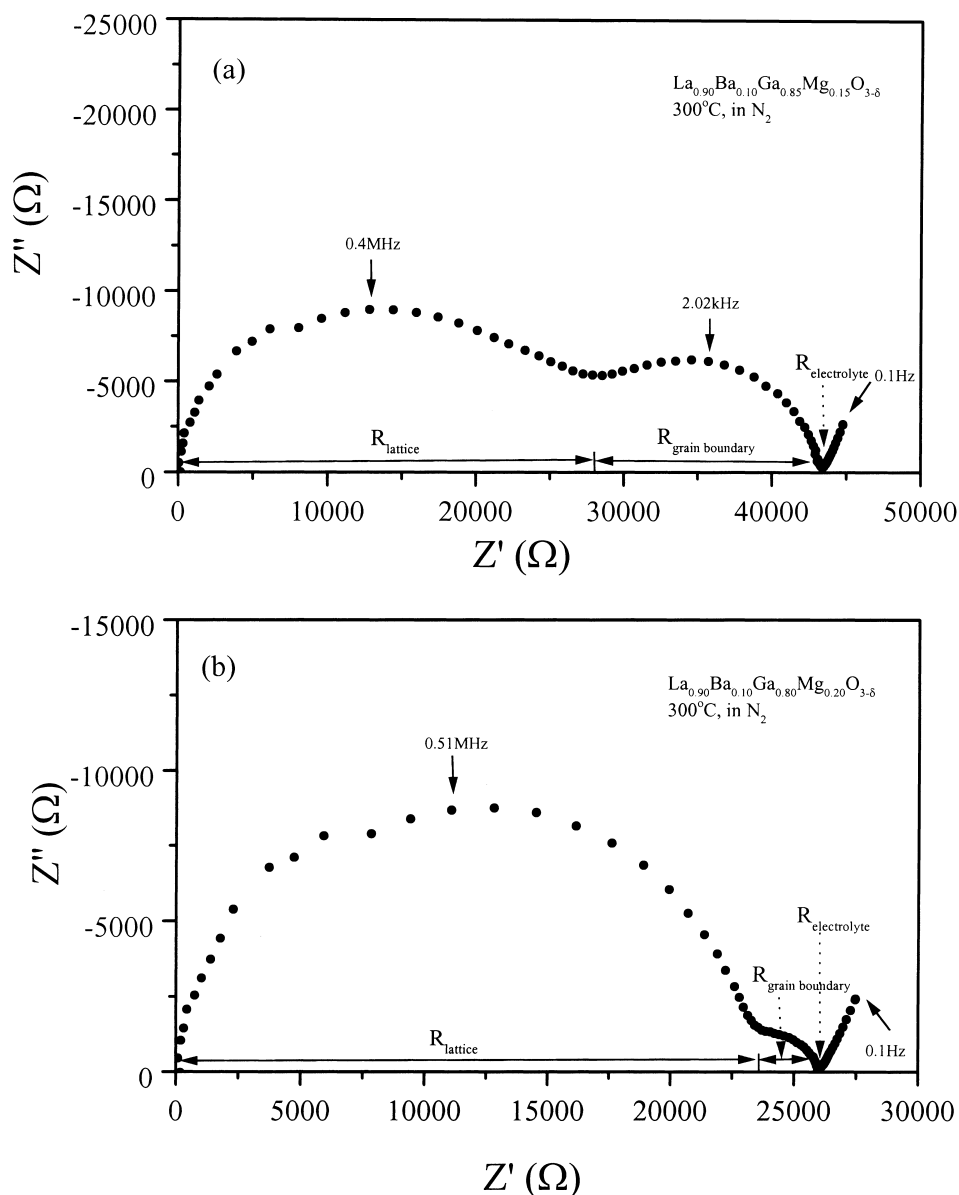 -25000
(a)
La0.90Ba0.10Ga0.85Mg0.15O3-δ
300°C, in N2
-20000
-15000
Z" (Ω)
0.4MHz
-10000
2.02kHz
-5000
Relectrolyte
0.1Hz
Rlattice
Rgrain boundary
0
0 10000 20000 30000 40000 50000
Z' (Ω)
-15000
(b)
La0.90Ba0.10Ga0.80Mg0.20O3-δ
300°C, in N2
0.51MHz
-10000
Z" (Ω)
-5000
Relectrolyte
Rgrain boundary
Rlattice
0.1Hz
0
0 5000 10000 15000 20000 25000 30000
Z' (Ω)